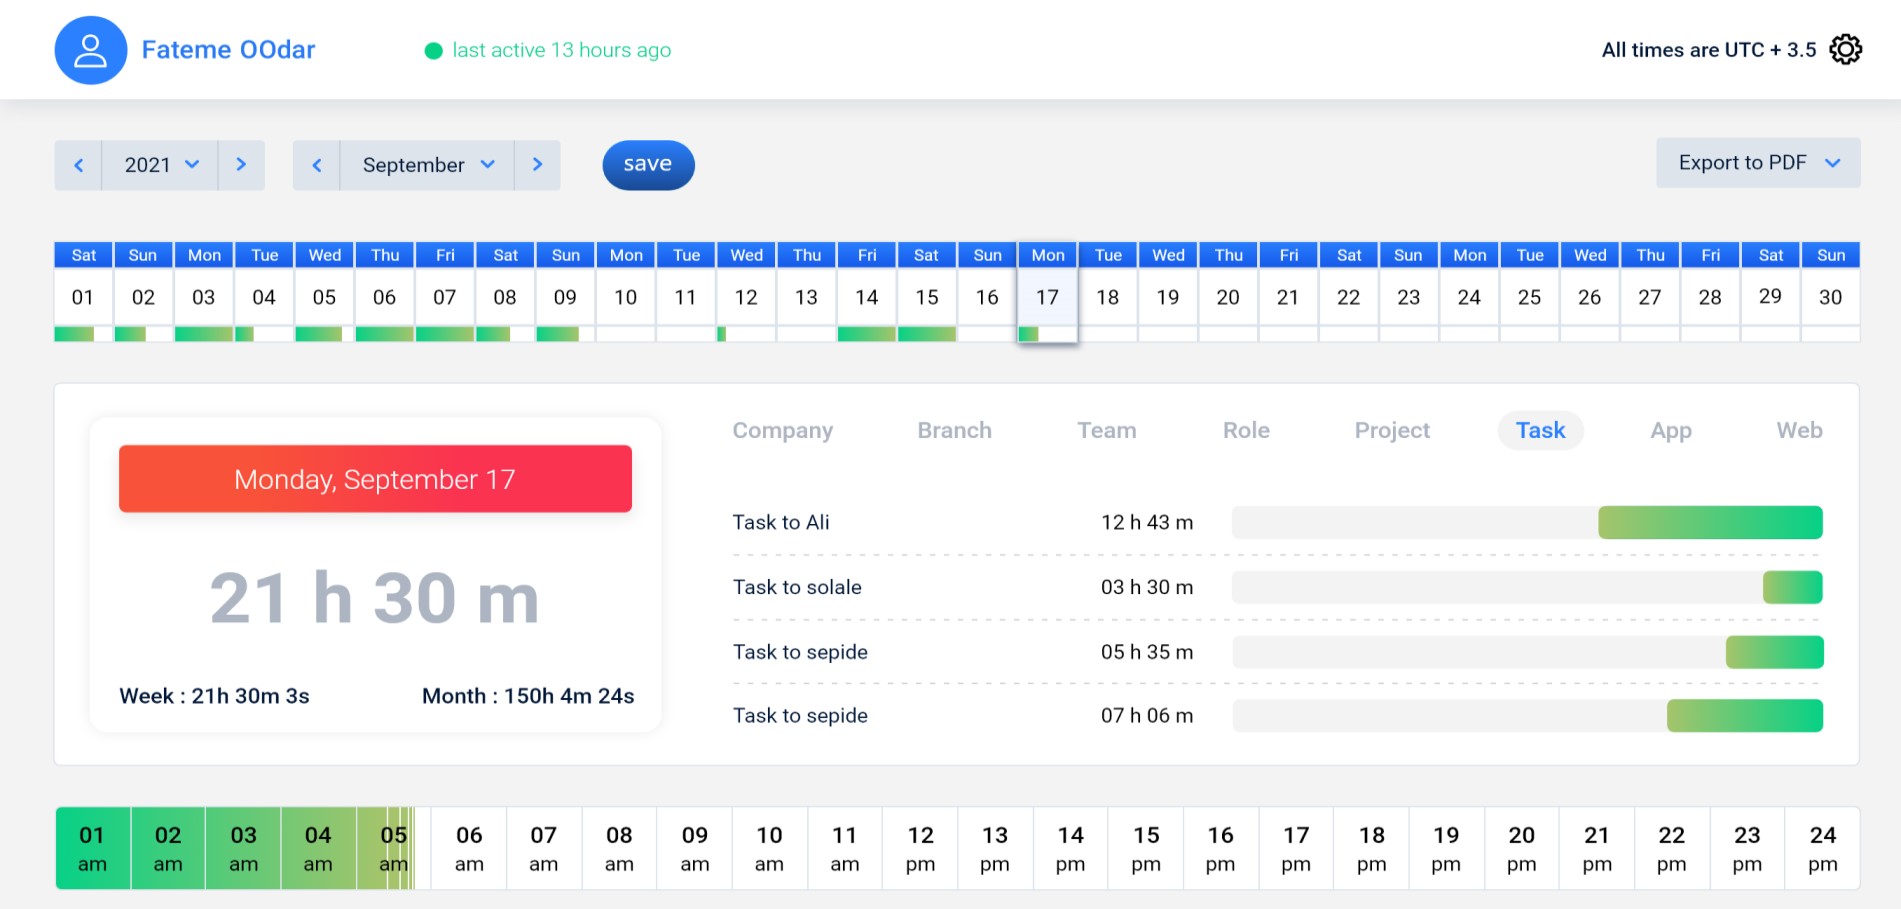 Fateme OOdar
last active 13 hours ago
All times are UTC + 3.5
2021
September
save
Export to PDF
Sat Sun Mon Tue Wed Thu Fri Sat Sun Mon Tue Wed Thu Fri Sat Sun Mon Tue Wed Thu Fri Sat Sun Mon Tue Wed Thu Fri Sat Sun
01 02 03 04 05 06 07 08 09 10 11 12 13 14 15 16 17 18 19 20 21 22 23 24 25 26 27 28 29 30
Monday, September 17
21 h 30 m
Week : 21h 30m 3s
Month : 150h 4m 24s
Company Branch Team Role Project Task App Web
Task to Ali 12 h 43 m
Task to solale 03 h 30 m
Task to sepide 05 h 35 m
Task to sepide 07 h 06 m
01 02 03 04 05 06 07 08 09 10 11 12 13 14 15 16 17 18 19 20 21 22 23 24
am am am am am am am am am am am pm pm pm pm pm pm pm pm pm pm pm pm pm